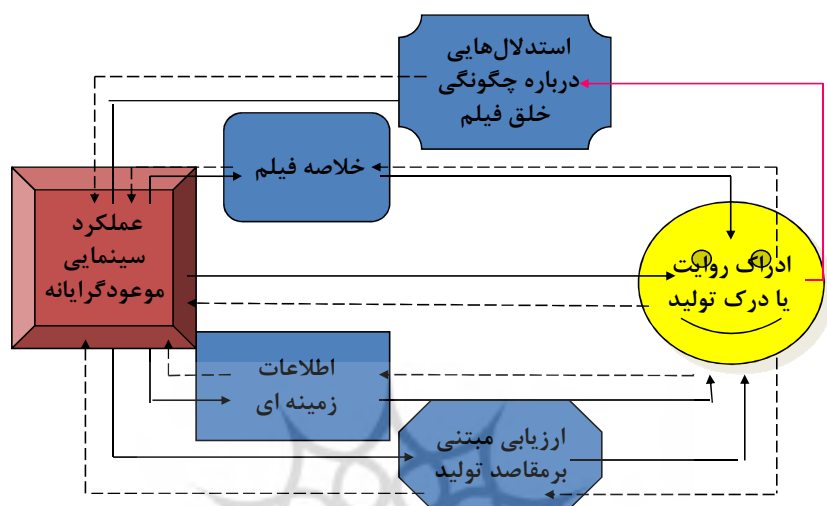 استدلال‌هایی
درباره چگونگی
خلق فیلم
خلاصه فیلم
عملکرد
سینمایی
موعودگرایانه
ادراک روایت
یا درک تولید
اطلاعات
زمینه ای
ارزیابی مبتنی
برمقاصد تولید